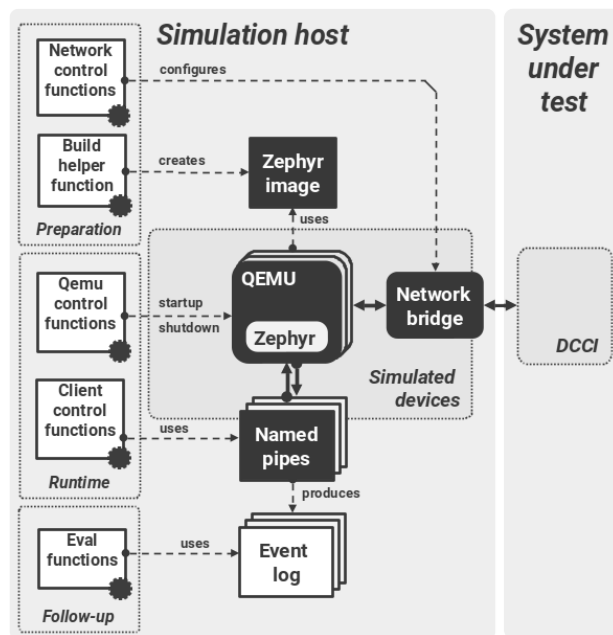 Simulation host
System
under
test
Network
control
functions
configures
Build
helper
function
creates
Zephyr
image
Preparation
uses
Qemu
control
functions
startup
shutdown
QEMU
Zephyr
Network
bridge
DCCI
Simulated
devices
Client
control
functions
uses
Named
pipes
Runtime
produces
Eval
functions
uses
Event
log
Follow-up